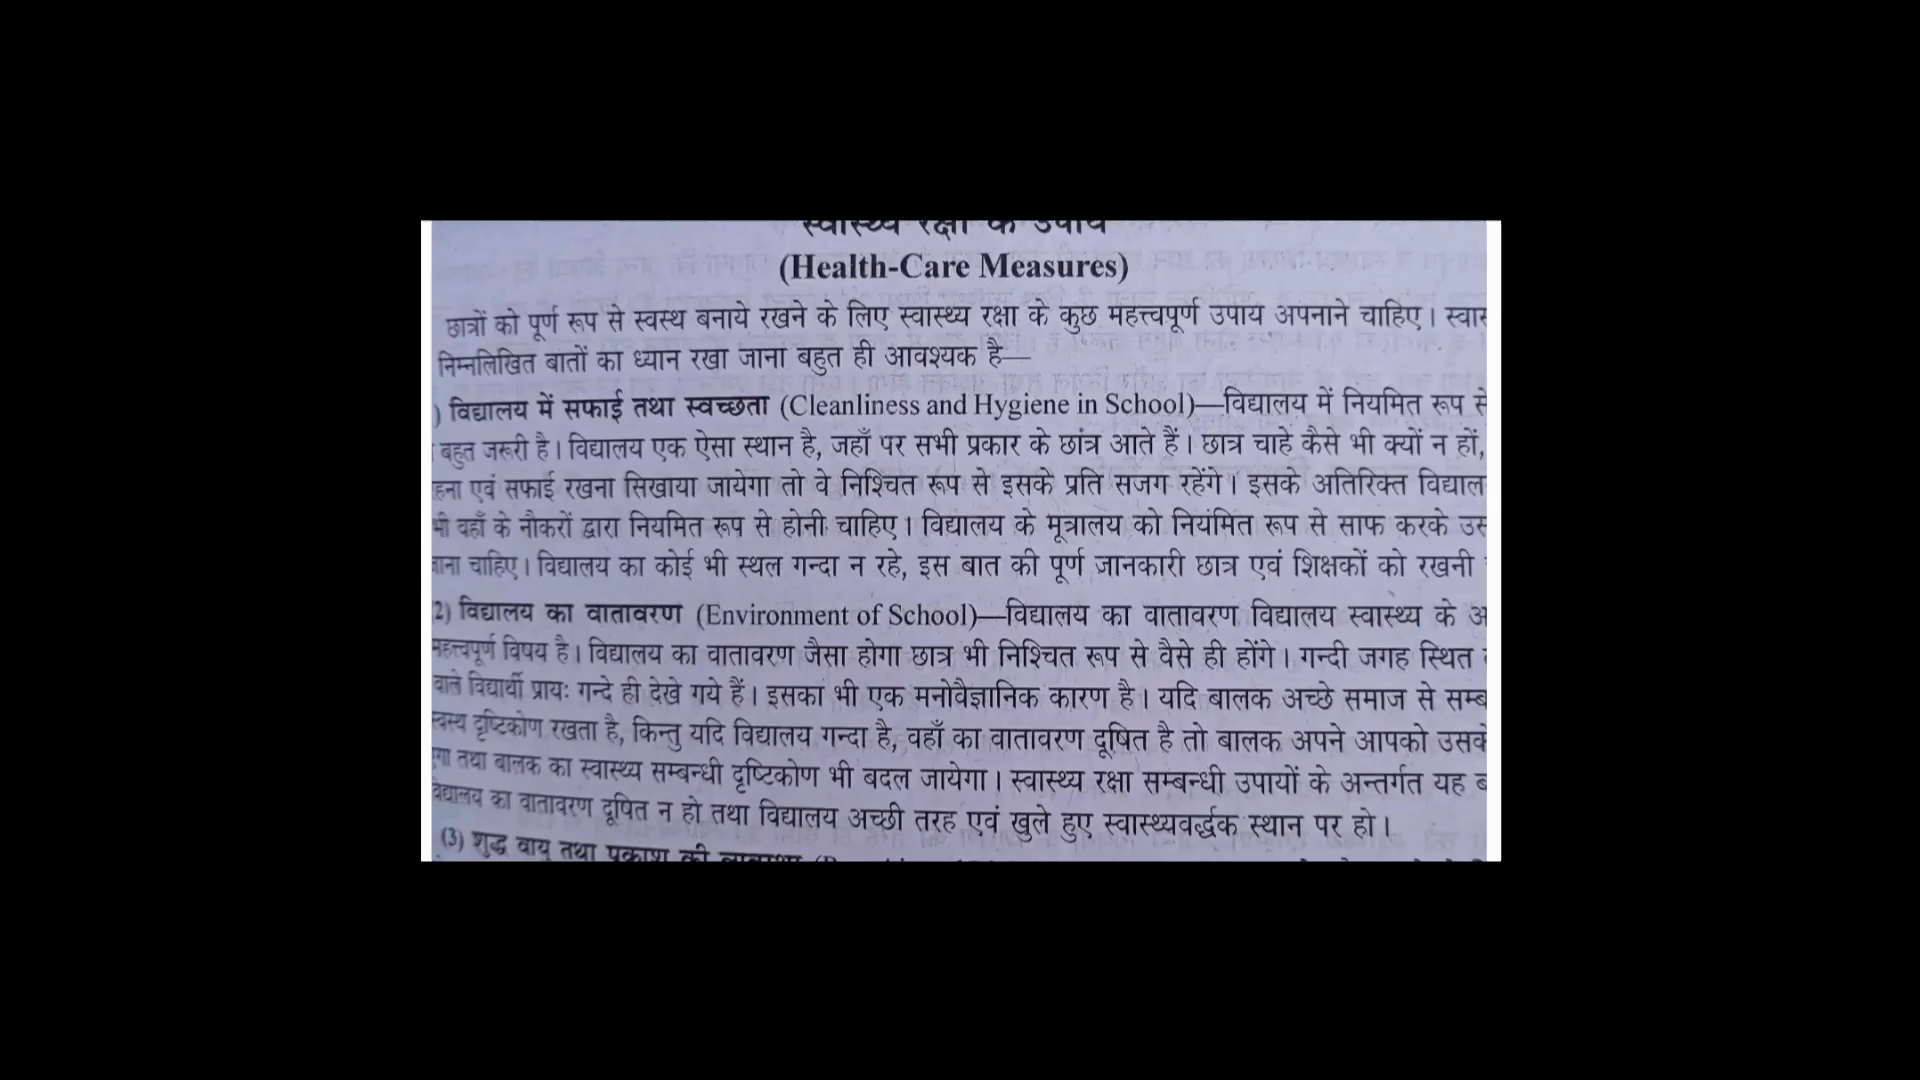 स्वास्थ्य रक्षा के उपाय
(Health-Care Measures)
छात्रों को पूर्ण रूप से स्वस्थ बनाये रखने के लिए स्वास्थ्य रक्षा के कुछ महत्त्वपूर्ण उपाय अपनाने चाहिए।
निम्नलिखित बातों का ध्यान रखा जाना बहुत ही आवश्यक है—
) विद्यालय में सफाई तथा स्वच्छता (Cleanliness and Hygiene in School)—विद्यालय में नियमित रूप से
बहुत जरूरी है। विद्यालय एक ऐसा स्थान है, जहाँ पर सभी प्रकार के छांत्र आते हैं। छात्र चाहे कैसे भी क्यों न हों,
एवं सफाई रखना सिखाया जायेगा तो वे निश्चित रूप से इसके प्रति सजग रहेंगे। इसके अतिरिक्त
भी वहाँ के नौकरों द्वारा नियमित रूप से होनी चाहिए। विद्यालय के मूत्रालय को नियंमित रूप से साफ करके
चाहिए। विद्यालय का कोई भी स्थल गन्दा न रहे, इस बात की पूर्ण जानकारी छात्र एवं शिक्षकों को रखनी
2) विद्यालय का वातावरण (Environment of School)—विद्यालय का वातावरण विद्यालय स्वास्थ्य के
महत्त्वपूर्ण विषय है। विद्यालय का वातावरण जैसा होगा छात्र भी निश्चित रूप से वैसे ही होंगे। गन्दी जगह स्थित
वाले विद्यार्थी प्रायः गन्दे ही देखे गये हैं। इसका भी एक मनोवैज्ञानिक कारण है। यदि बालक अच्छे समाज से
स्वस्थ दृष्टिकोण रखता है, किन्तु यदि विद्यालय गन्दा है, वहाँ का वातावरण दूषित है तो बालक अपने आपको
तथा बालक का स्वास्थ्य सम्बन्धी दृष्टिकोण भी बदल जायेगा। स्वास्थ्य रक्षा सम्बन्धी उपायों के अन्तर्गत यह
विद्यालय का वातावरण दूषित न हो तथा विद्यालय अच्छी तरह एवं खुले हुए स्वास्थ्यवर्द्धक स्थान पर हो।
(3) शुद्ध वायु तथा प्रकाश की